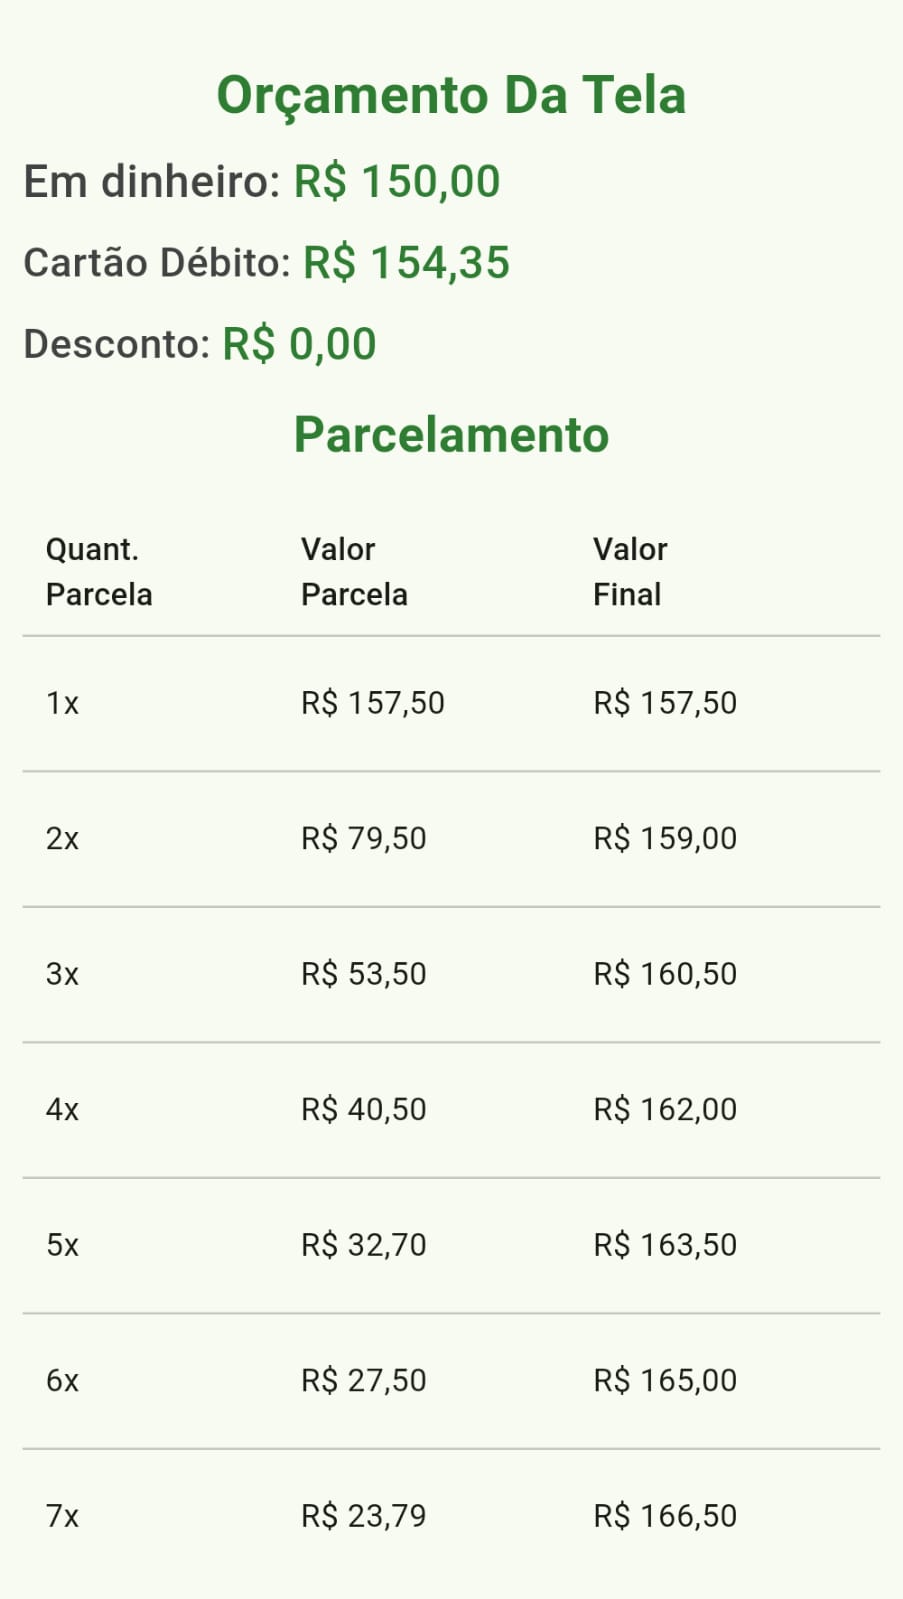 Orçamento Da Tela
Em dinheiro: R$ 150,00
Cartão Débito: R$ 154,35
Desconto: R$ 0,00
Parcelamento
Quant. Parcela Valor Parcela Valor Final
1x R$ 157,50 R$ 157,50
2x R$ 79,50 R$ 159,00
3x R$ 53,50 R$ 160,50
4x R$ 40,50 R$ 162,00
5x R$ 32,70 R$ 163,50
6x R$ 27,50 R$ 165,00
7x R$ 23,79 R$ 166,50